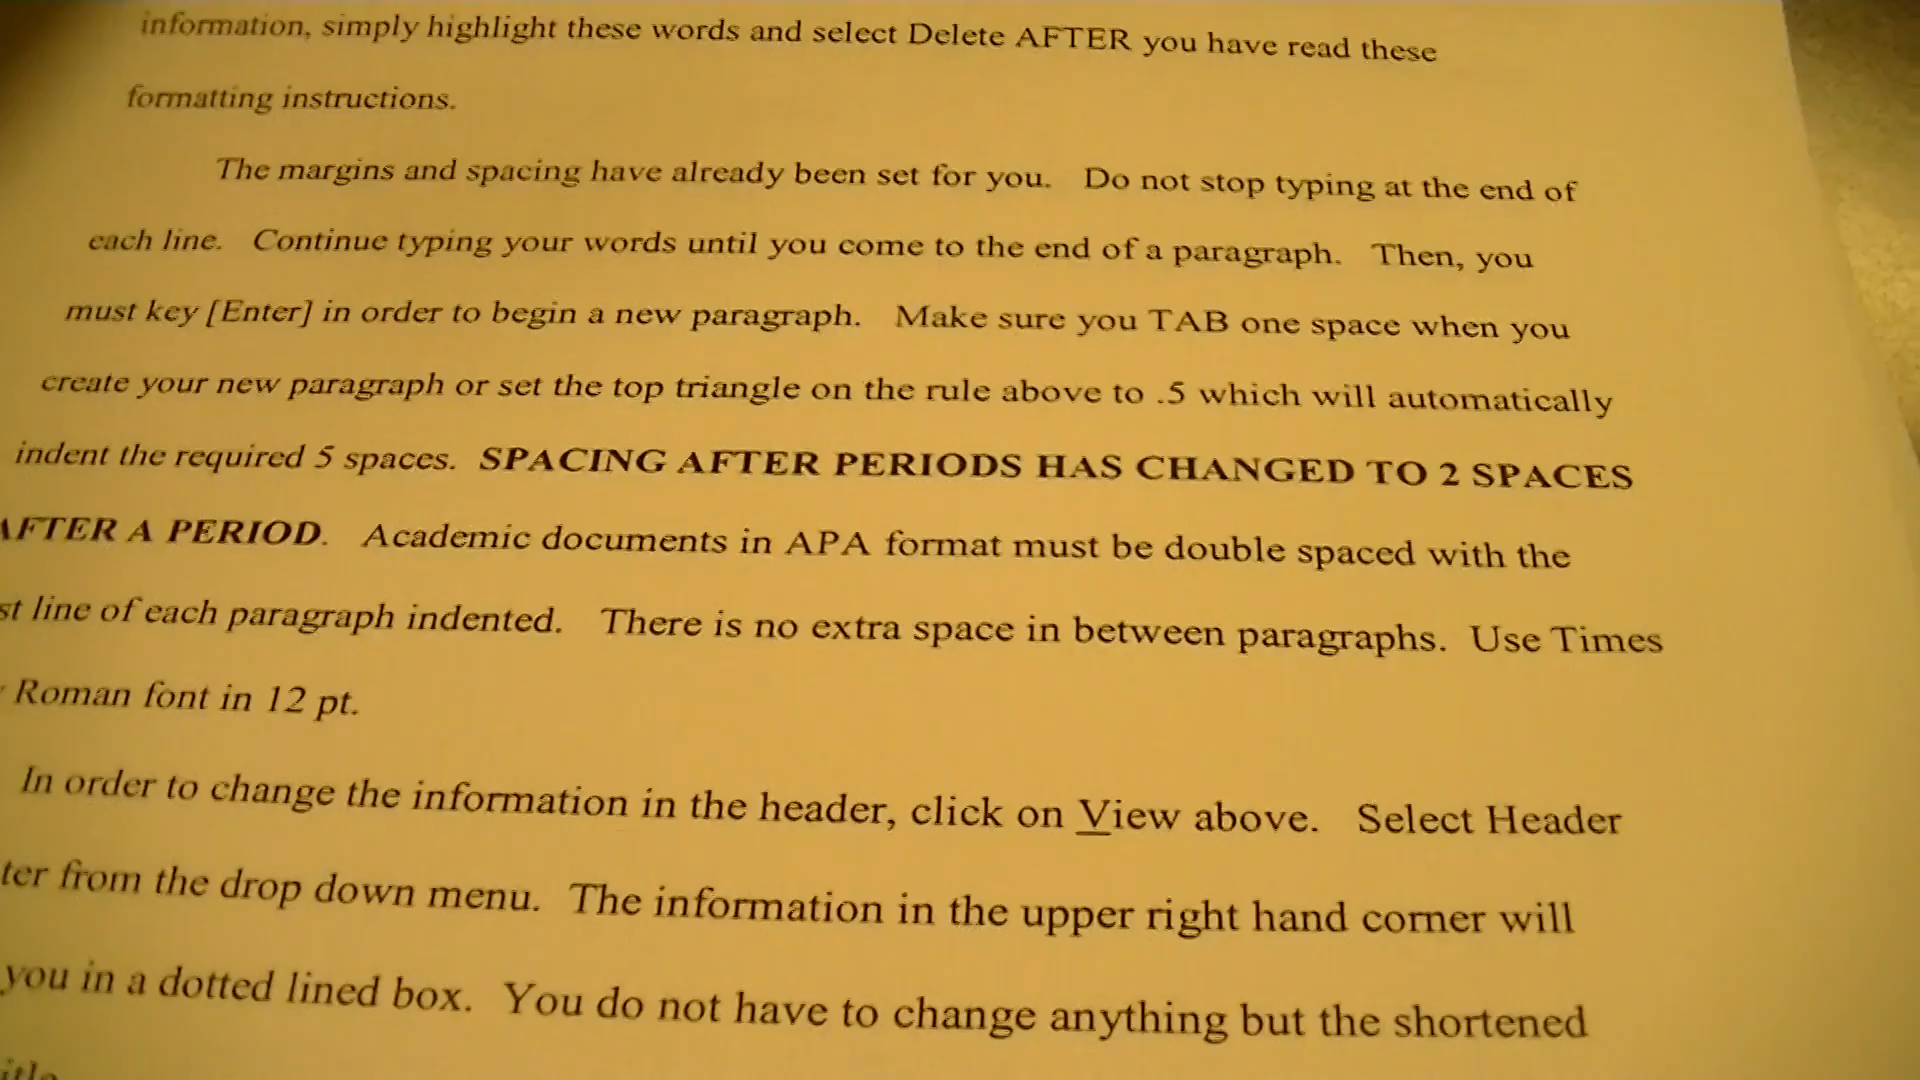 information, simply highlight these words and select Delete AFTER you have read these
formatting instructions.
The margins and spacing have already been set for you. Do not stop typing at the end of
each line. Continue typing your words until you come to the end of a paragraph. Then, you
must key [Enter] in order to begin a new paragraph. Make sure you TAB one space when you
create your new paragraph or set the top triangle on the rule above to .5 which will automatically
indent the required 5 spaces. SPACING AFTER PERIODS HAS CHANGED TO 2 SPACES
AFTER A PERIOD. Academic documents in APA format must be double spaced with the
st line of each paragraph indented. There is no extra space in between paragraphs. Use Times
Roman font in 12 pt.
In order to change the information in the header, click on View above. Select Header
ter from the drop down menu. The information in the upper right hand corner will
you in a dotted lined box. You do not have to change anything but the shortened